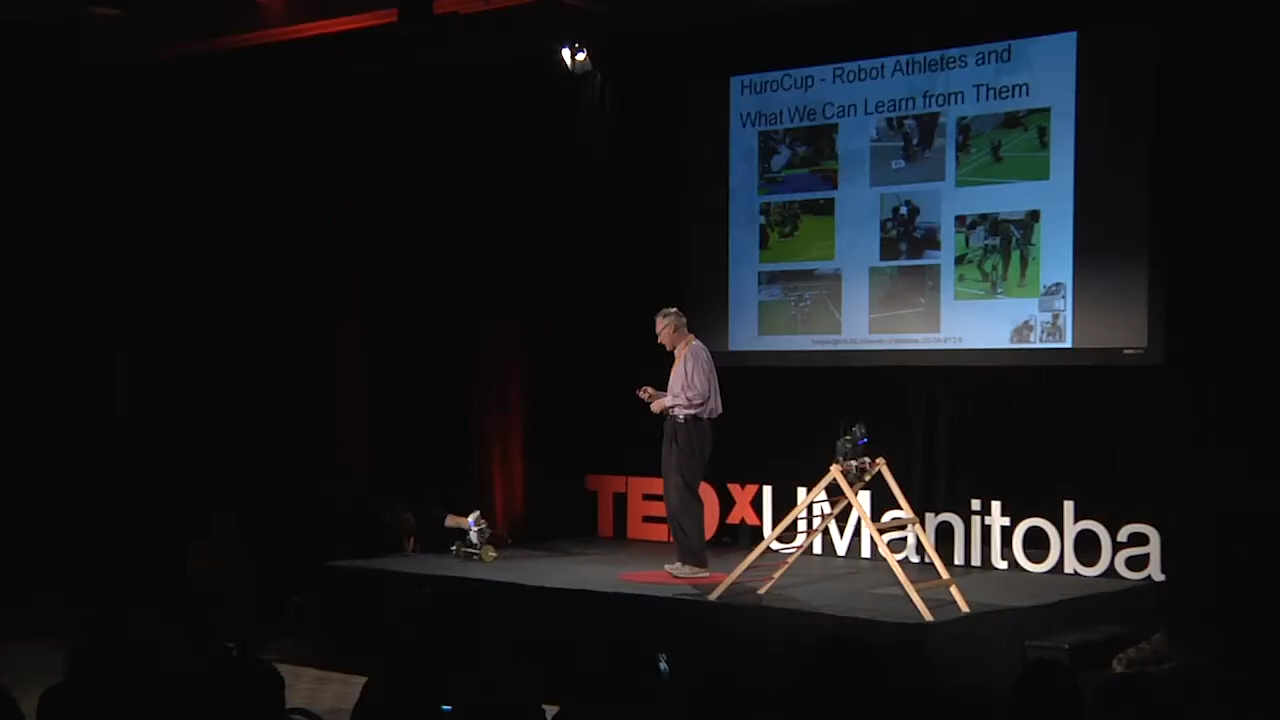 HuroCup - Robot Athletes and
What We Can Learn from Them
TEDxUManitoba